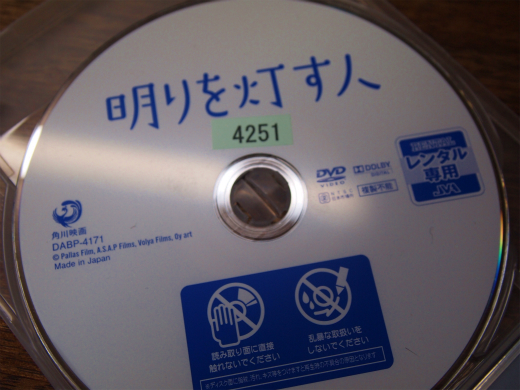 明りを灯す人
4251
DVD
VIDEO
DOLBY
DIGITAL
複製不能
レンタル
専用
角川映画
DABP-4171
© Pallas Film, A.S.A.P Films, Volya Films, Oy art
Made in Japan
読み取り面に直接
触れないでください
乱暴な取扱いを
しないでください